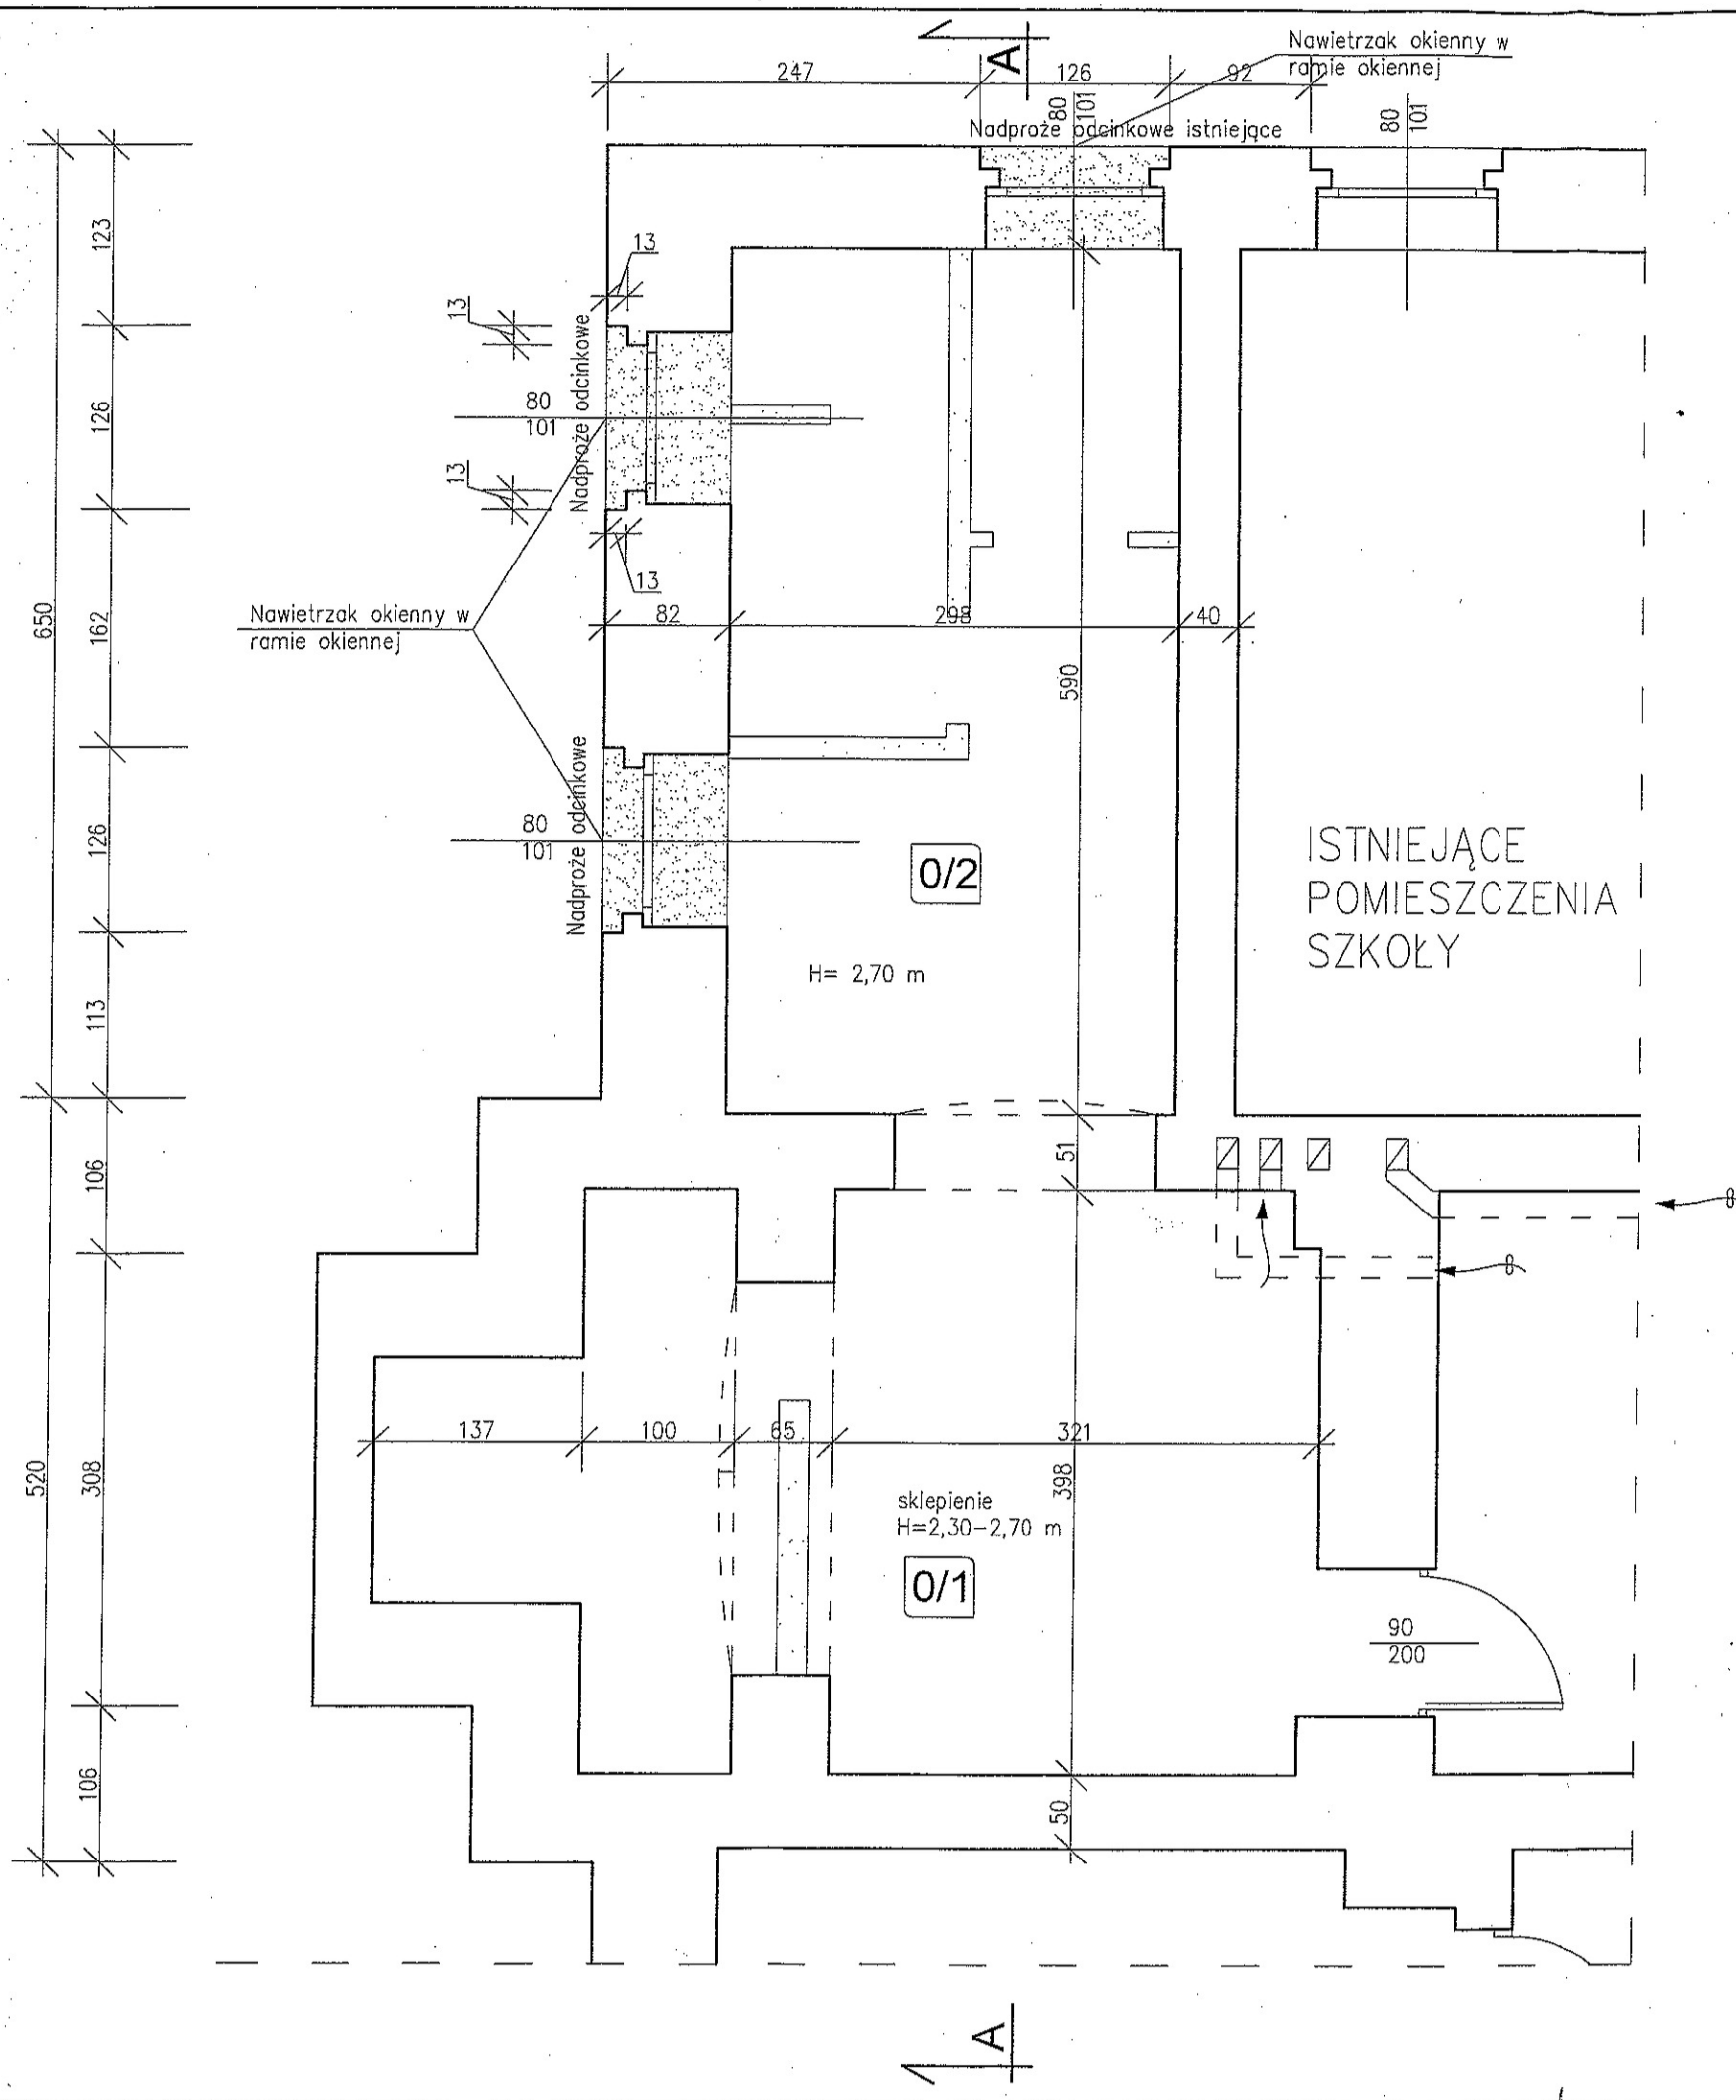 A
Nawietrzak okienny w
ramie okiennej
247
126
92
80
101
80
101
Nadproże odcinkowe istniejące
123
13
13
Nadproże odcinkowe
126
80
101
13
13
650
162
Nawietrzak okienny w
ramie okiennej
82
298
40
590
Nadproże odcinkowe
126
80
101
0/2
ISTNIEJĄCE
POMIESZCZENIA
SZKOŁY
H= 2,70 m
113
106
51
137
100
65
321
520
308
398
sklepienie
H=2,30-2,70 m
0/1
90
200
106
50
A